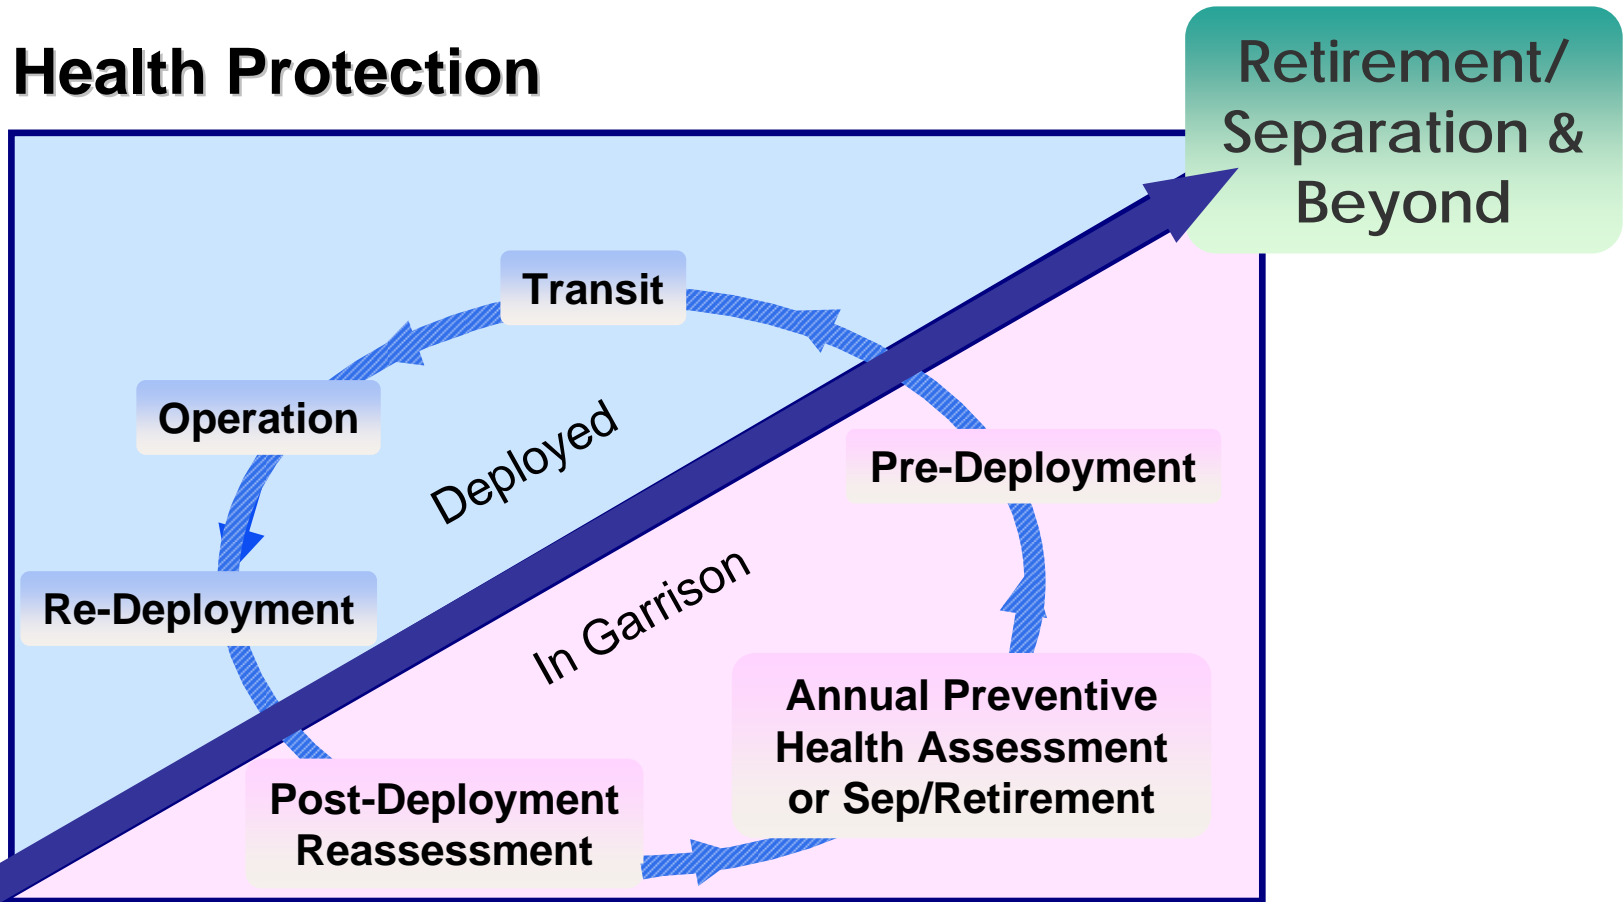 Health Protection
Retirement/
Separation &
Beyond
Transit
Operation
Deployed
Pre-Deployment
Re-Deployment
In Garrison
Annual Preventive
Health Assessment
or Sep/Retirement
Post-Deployment
Reassessment